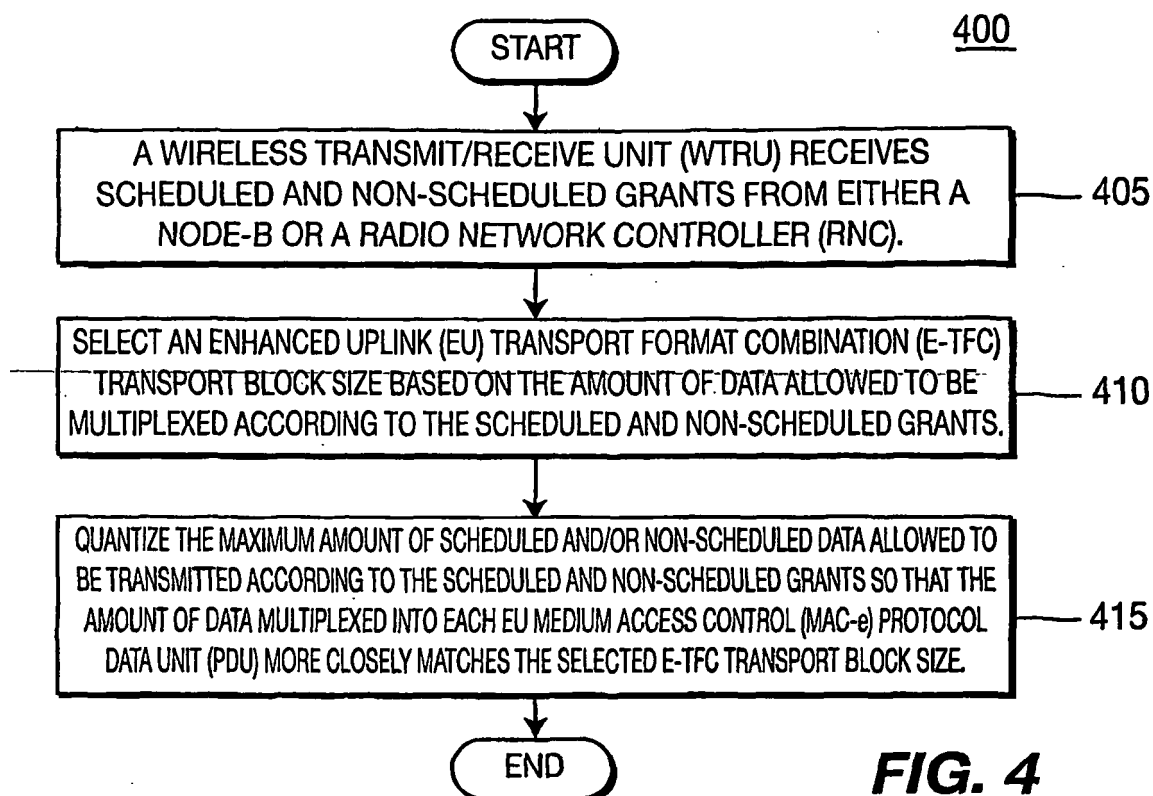 400
START
A WIRELESS TRANSMIT/RECEIVE UNIT (WTRU) RECEIVES
SCHEDULED AND NON-SCHEDULED GRANTS FROM EITHER A
NODE-B OR A RADIO NETWORK CONTROLLER (RNC).
405
SELECT AN ENHANCED UPLINK (EU) TRANSPORT FORMAT COMBINATION (E-TFC)
TRANSPORT BLOCK SIZE BASED ON THE AMOUNT OF DATA ALLOWED TO BE
MULTIPLEXED ACCORDING TO THE SCHEDULED AND NON-SCHEDULED GRANTS.
410
QUANTIZE THE MAXIMUM AMOUNT OF SCHEDULED AND/OR NON-SCHEDULED DATA ALLOWED TO
BE TRANSMITTED ACCORDING TO THE SCHEDULED AND NON-SCHEDULED GRANTS SO THAT THE
AMOUNT OF DATA MULTIPLEXED INTO EACH EU MEDIUM ACCESS CONTROL (MAC-e) PROTOCOL
DATA UNIT (PDU) MORE CLOSELY MATCHES THE SELECTED E-TFC TRANSPORT BLOCK SIZE.
415
END
FIG. 4